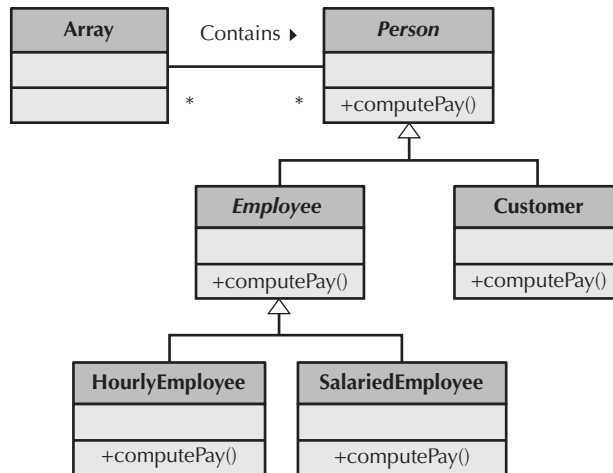 Array
Contains ▸
Person
* *
+computePay()
Employee
Customer
+computePay()
+computePay()
HourlyEmployee
SalariedEmployee
+computePay()
+computePay()